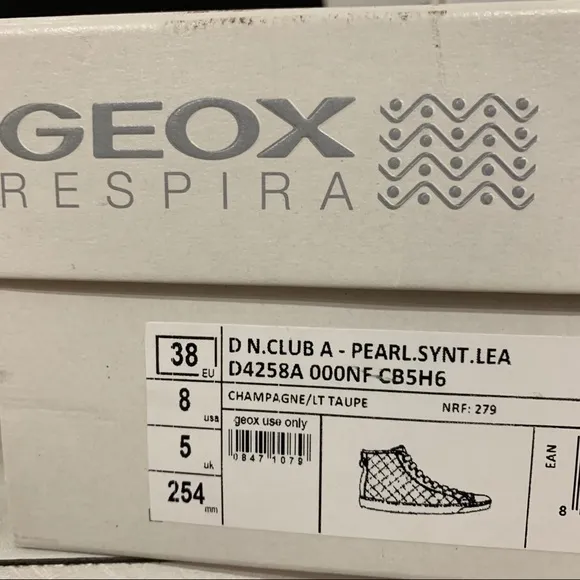 GEOX
RESPIRA
38 EU
D N.CLUB A - PEARL.SYNT.LEA
D4258A 000NF CB5H6
8 usa
CHAMPAGNE/LT TAUPE NRF: 279
geox use only
0847 1079
5 uk
254 mm
EAN
8